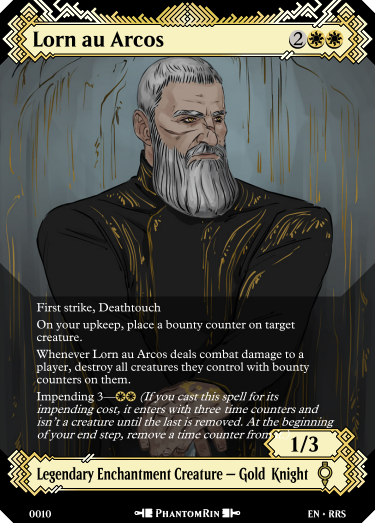 Lorn au Arcos 2
First strike, Deathtouch
On your upkeep, place a bounty counter on target
creature.
Whenever Lorn au Arcos deals combat damage to a
player, destroy all creatures they control with bounty
counters on them.
Impending 3— (If you cast this spell for its
impending cost, it enters with three time counters and
isn't a creature until the last is removed. At the beginning
of your end step, remove a time counter from
1/3
Legendary Enchantment Creature — Gold Knight
0010 PhantomRin EN • RRS